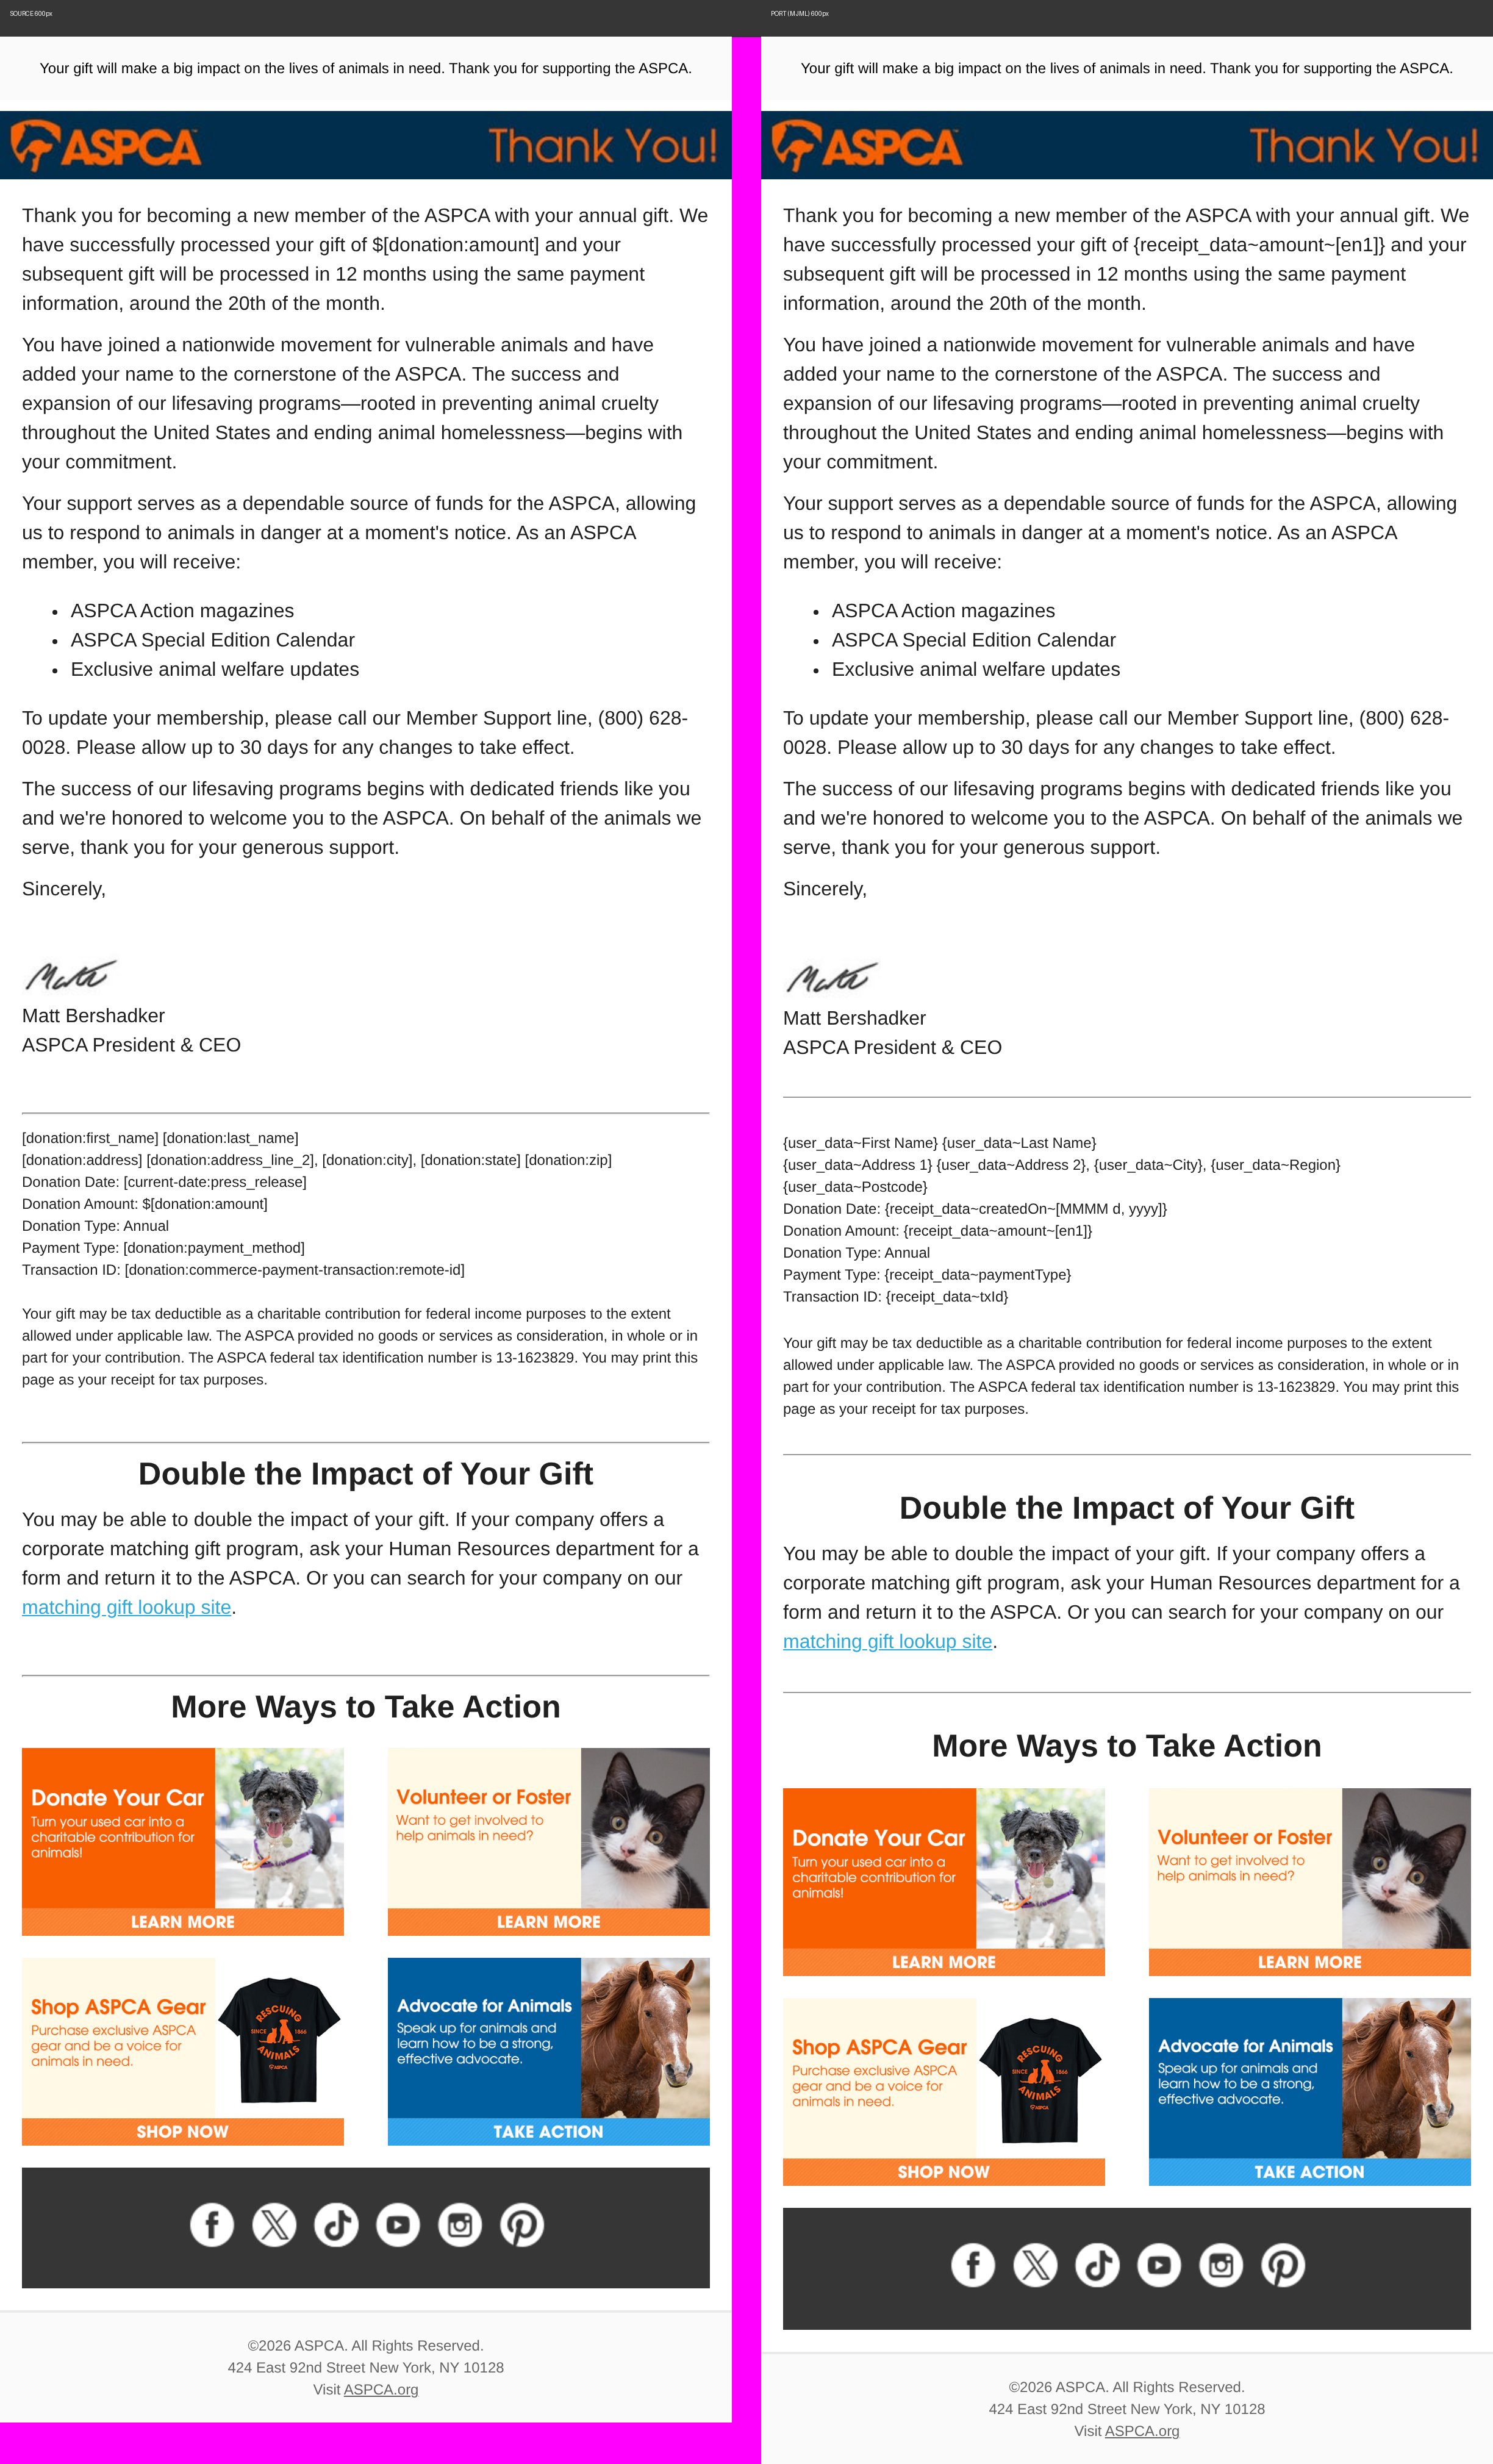 SOURCE 600px
Your gift will make a big impact on the lives of animals in need. Thank you for supporting the ASPCA.
ASPCA Thank You!
Thank you for becoming a new member of the ASPCA with your annual gift. We
have successfully processed your gift of $[donation:amount] and your
subsequent gift will be processed in 12 months using the same payment
information, around the 20th of the month.
You have joined a nationwide movement for vulnerable animals and have
added your name to the cornerstone of the ASPCA. The success and
expansion of our lifesaving programs—rooted in preventing animal cruelty
throughout the United States and ending animal homelessness—begins with
your commitment.
Your support serves as a dependable source of funds for the ASPCA, allowing
us to respond to animals in danger at a moment's notice. As an ASPCA
member, you will receive:
• ASPCA Action magazines
• ASPCA Special Edition Calendar
• Exclusive animal welfare updates
To update your membership, please call our Member Support line, (800) 628-
0028. Please allow up to 30 days for any changes to take effect.
The success of our lifesaving programs begins with dedicated friends like you
and we're honored to welcome you to the ASPCA. On behalf of the animals we
serve, thank you for your generous support.
Sincerely,
Matt
Matt Bershadker
ASPCA President & CEO
[donation:first_name] [donation:last_name]
[donation:address] [donation:address_line_2], [donation:city], [donation:state] [donation:zip]
Donation Date: [current-date:press_release]
Donation Amount: $[donation:amount]
Donation Type: Annual
Payment Type: [donation:payment_method]
Transaction ID: [donation:commerce-payment-transaction:remote-id]
Your gift may be tax deductible as a charitable contribution for federal income purposes to the extent
allowed under applicable law. The ASPCA provided no goods or services as consideration, in whole or in
part for your contribution. The ASPCA federal tax identification number is 13-1623829. You may print this
page as your receipt for tax purposes.
Double the Impact of Your Gift
You may be able to double the impact of your gift. If your company offers a
corporate matching gift program, ask your Human Resources department for a
form and return it to the ASPCA. Or you can search for your company on our
matching gift lookup site.
More Ways to Take Action
Donate Your Car
Turn your used car into a
charitable contribution for
animals!
LEARN MORE
Volunteer or Foster
Want to get involved to
help animals in need?
LEARN MORE
Shop ASPCA Gear
Purchase exclusive ASPCA
gear and be a voice for
animals in need.
RESCUING
SINCE 1866
ANIMALS
ASPCA
SHOP NOW
Advocate for Animals
Speak up for animals and
learn how to be a strong,
effective advocate.
TAKE ACTION
©2026 ASPCA. All Rights Reserved.
424 East 92nd Street New York, NY 10128
Visit ASPCA.org
PORT (MJML) 600px
Your gift will make a big impact on the lives of animals in need. Thank you for supporting the ASPCA.
ASPCA Thank You!
Thank you for becoming a new member of the ASPCA with your annual gift. We
have successfully processed your gift of {receipt_data~amount~[en1]} and your
subsequent gift will be processed in 12 months using the same payment
information, around the 20th of the month.
You have joined a nationwide movement for vulnerable animals and have
added your name to the cornerstone of the ASPCA. The success and
expansion of our lifesaving programs—rooted in preventing animal cruelty
throughout the United States and ending animal homelessness—begins with
your commitment.
Your support serves as a dependable source of funds for the ASPCA, allowing
us to respond to animals in danger at a moment's notice. As an ASPCA
member, you will receive:
• ASPCA Action magazines
• ASPCA Special Edition Calendar
• Exclusive animal welfare updates
To update your membership, please call our Member Support line, (800) 628-
0028. Please allow up to 30 days for any changes to take effect.
The success of our lifesaving programs begins with dedicated friends like you
and we're honored to welcome you to the ASPCA. On behalf of the animals we
serve, thank you for your generous support.
Sincerely,
Matt
Matt Bershadker
ASPCA President & CEO
{user_data~First Name} {user_data~Last Name}
{user_data~Address 1} {user_data~Address 2}, {user_data~City}, {user_data~Region}
{user_data~Postcode}
Donation Date: {receipt_data~createdOn~[MMMM d, yyyy]}
Donation Amount: {receipt_data~amount~[en1]}
Donation Type: Annual
Payment Type: {receipt_data~paymentType}
Transaction ID: {receipt_data~txId}
Your gift may be tax deductible as a charitable contribution for federal income purposes to the extent
allowed under applicable law. The ASPCA provided no goods or services as consideration, in whole or in
part for your contribution. The ASPCA federal tax identification number is 13-1623829. You may print this
page as your receipt for tax purposes.
Double the Impact of Your Gift
You may be able to double the impact of your gift. If your company offers a
corporate matching gift program, ask your Human Resources department for a
form and return it to the ASPCA. Or you can search for your company on our
matching gift lookup site.
More Ways to Take Action
Donate Your Car
Turn your used car into a
charitable contribution for
animals!
LEARN MORE
Volunteer or Foster
Want to get involved to
help animals in need?
LEARN MORE
Shop ASPCA Gear
Purchase exclusive ASPCA
gear and be a voice for
animals in need.
RESCUING
SINCE 1866
ANIMALS
ASPCA
SHOP NOW
Advocate for Animals
Speak up for animals and
learn how to be a strong,
effective advocate.
TAKE ACTION
©2026 ASPCA. All Rights Reserved.
424 East 92nd Street New York, NY 10128
Visit ASPCA.org